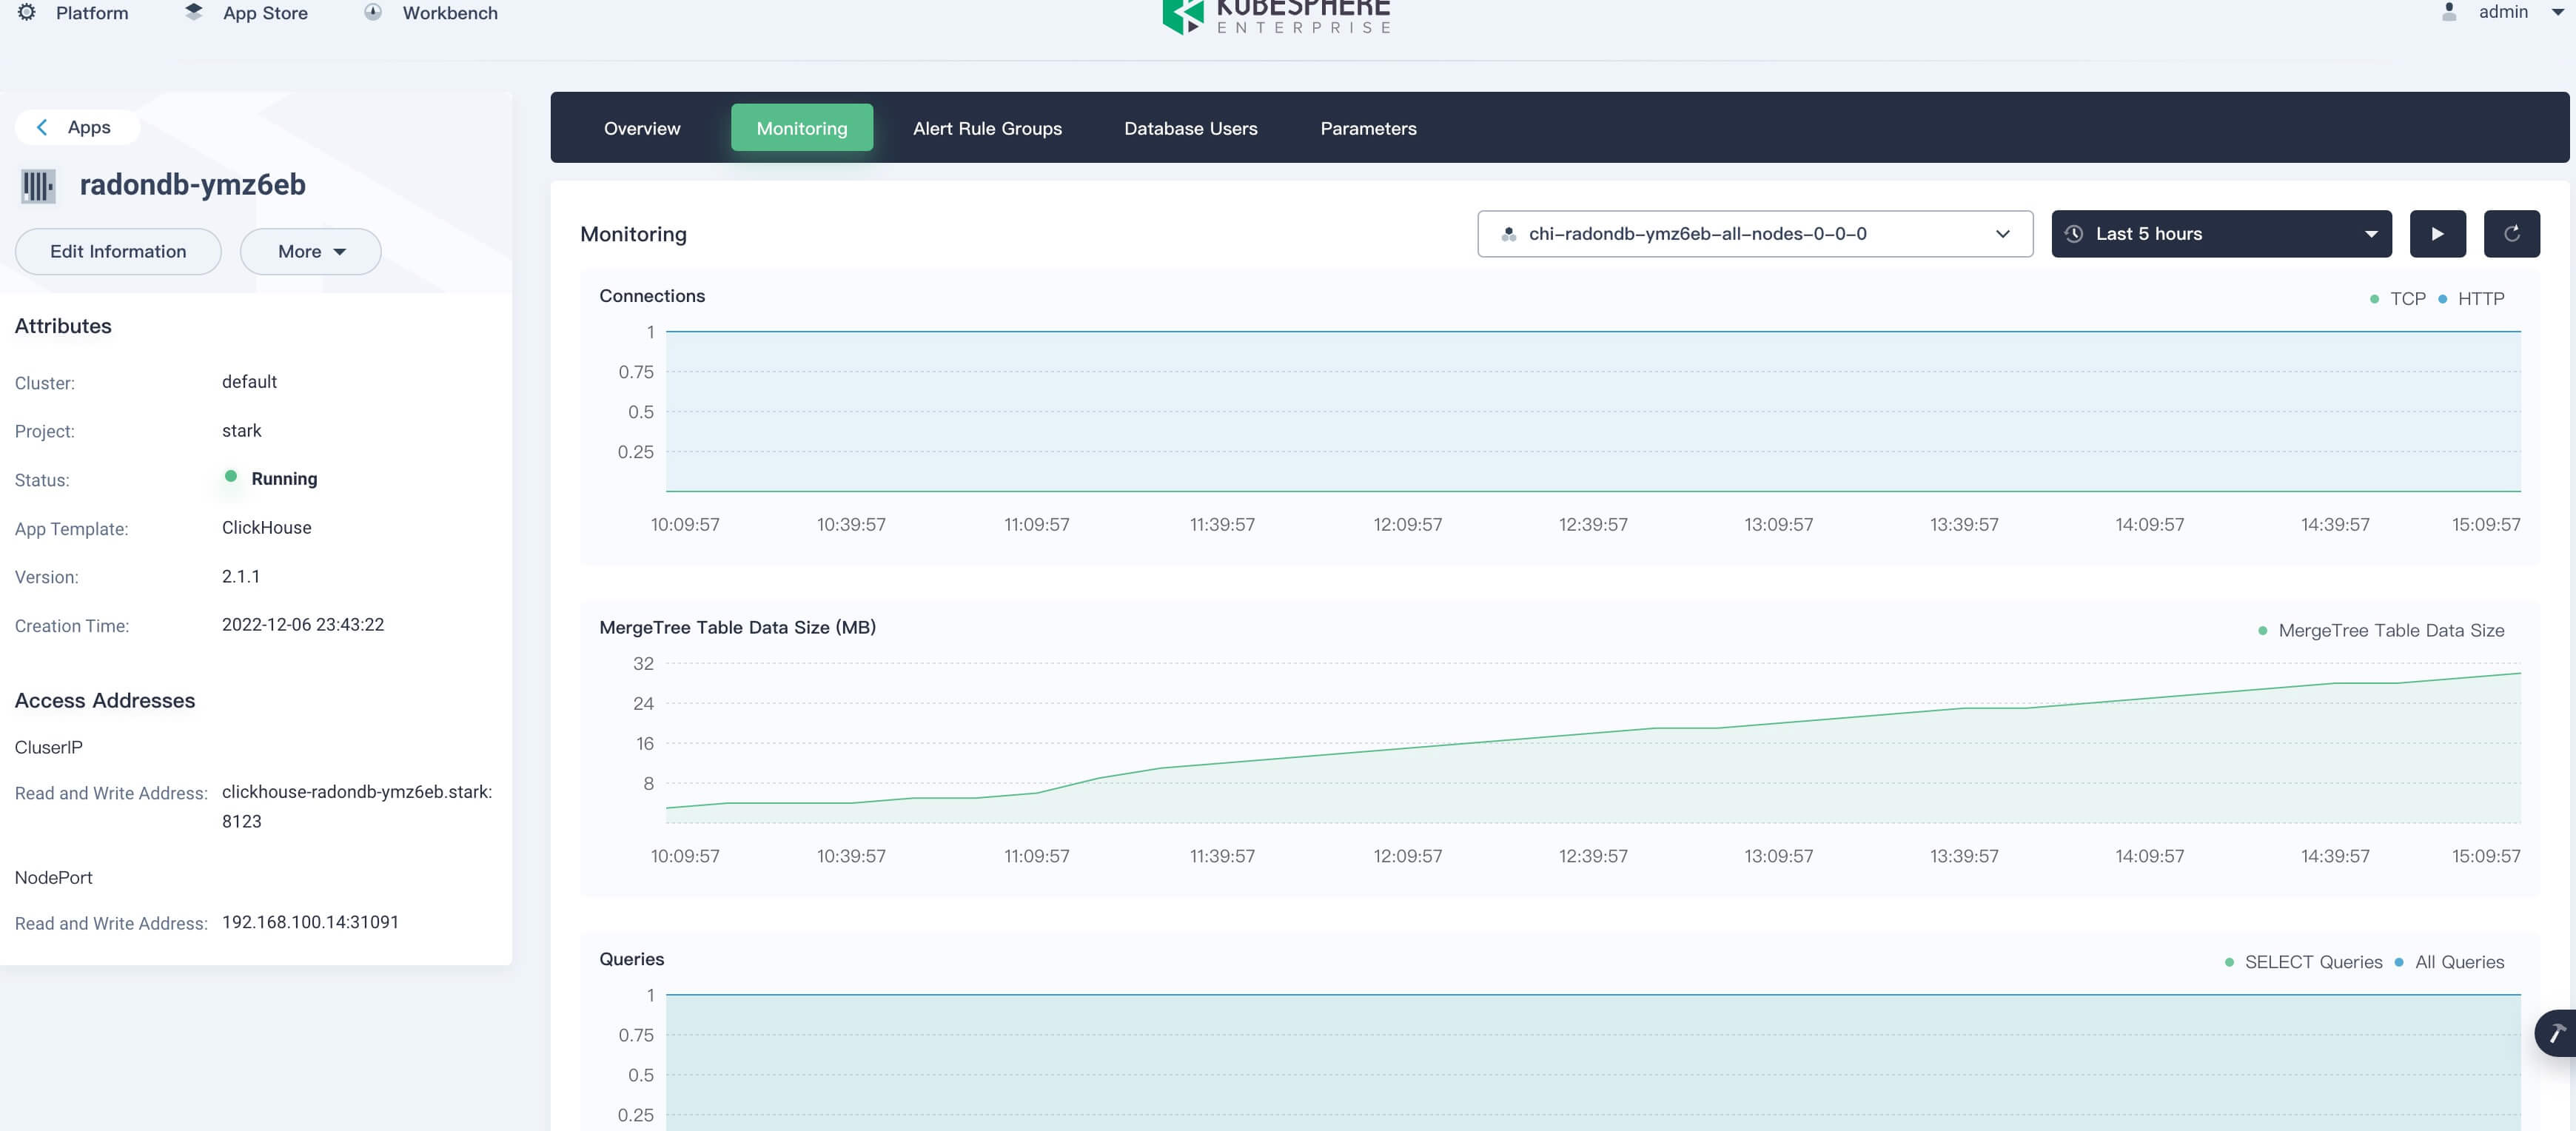 Platform App Store Workbench
KUBESPHERE
ENTERPRISE
admin
Apps
radondb-ymz6eb
Edit Information More
Attributes
Cluster: default
Project: stark
Status: Running
App Template: ClickHouse
Version: 2.1.1
Creation Time: 2022-12-06 23:43:22
Access Addresses
CluserIP
Read and Write Address: clickhouse-radondb-ymz6eb.stark:
8123
NodePort
Read and Write Address: 192.168.100.14:31091
Overview Monitoring Alert Rule Groups Database Users Parameters
Monitoring
chi-radondb-ymz6eb-all-nodes-0-0-0
Last 5 hours
Connections
TCP HTTP
1
0.75
0.5
0.25
10:09:57 10:39:57 11:09:57 11:39:57 12:09:57 12:39:57 13:09:57 13:39:57 14:09:57 14:39:57 15:09:57
MergeTree Table Data Size (MB)
MergeTree Table Data Size
32
24
16
8
10:09:57 10:39:57 11:09:57 11:39:57 12:09:57 12:39:57 13:09:57 13:39:57 14:09:57 14:39:57 15:09:57
Queries
SELECT Queries All Queries
1
0.75
0.5
0.25